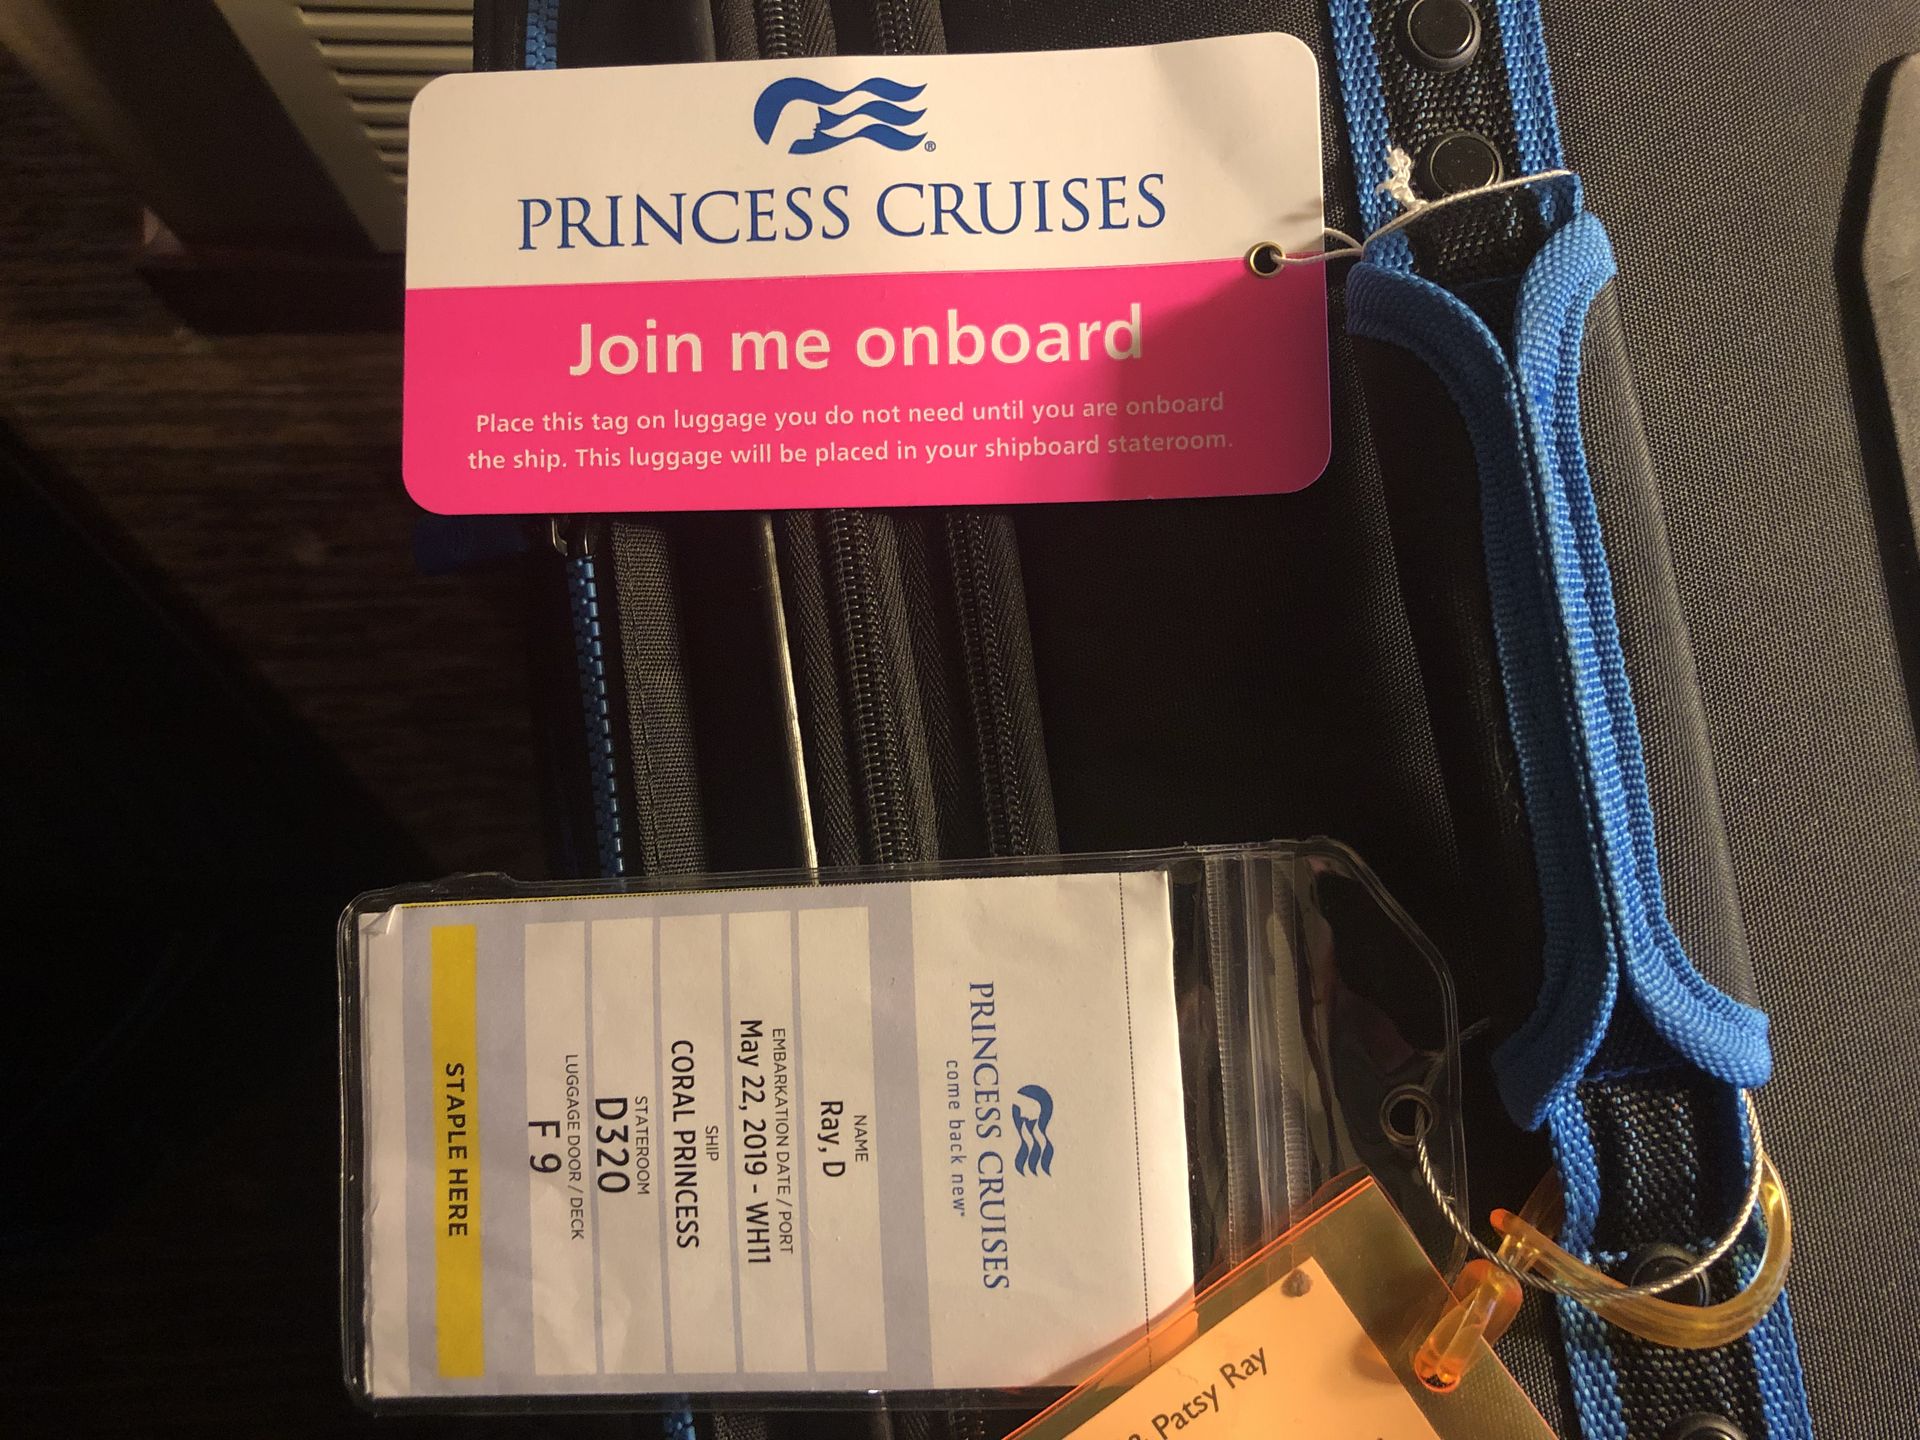 PRINCESS CRUISES
Join me onboard
Place this tag on luggage you do not need until you are onboard
the ship. This luggage will be placed in your shipboard stateroom.
PRINCESS CRUISES
come back new
NAME
Ray, D
EMBARKATION DATE / PORT
May 22, 2019 - WH11
SHIP
CORAL PRINCESS
STATEROOM
D320
LUGGAGE DOOR / DECK
F 9
STAPLE HERE
Patsy Ray